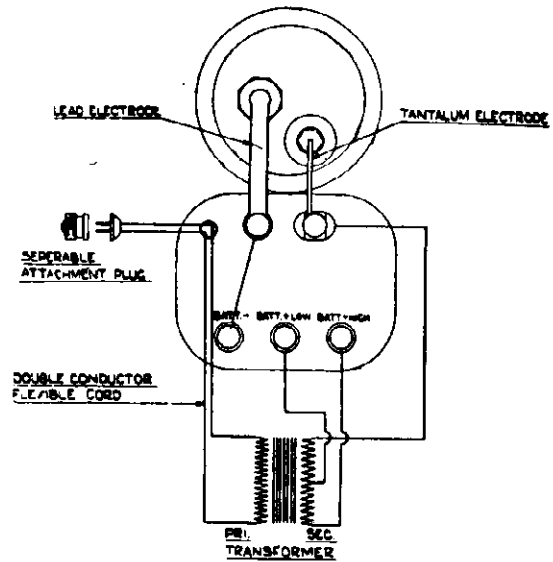 LEAD ELECTRODE
TANTALUM ELECTRODE
SEPERABLE
ATTACHMENT PLUG
BATT.- BATT.+LOW BATT+HIGH
DOUBLE CONDUCTOR
FLEXIBLE CORD
PRI. SEC.
TRANSFORMER